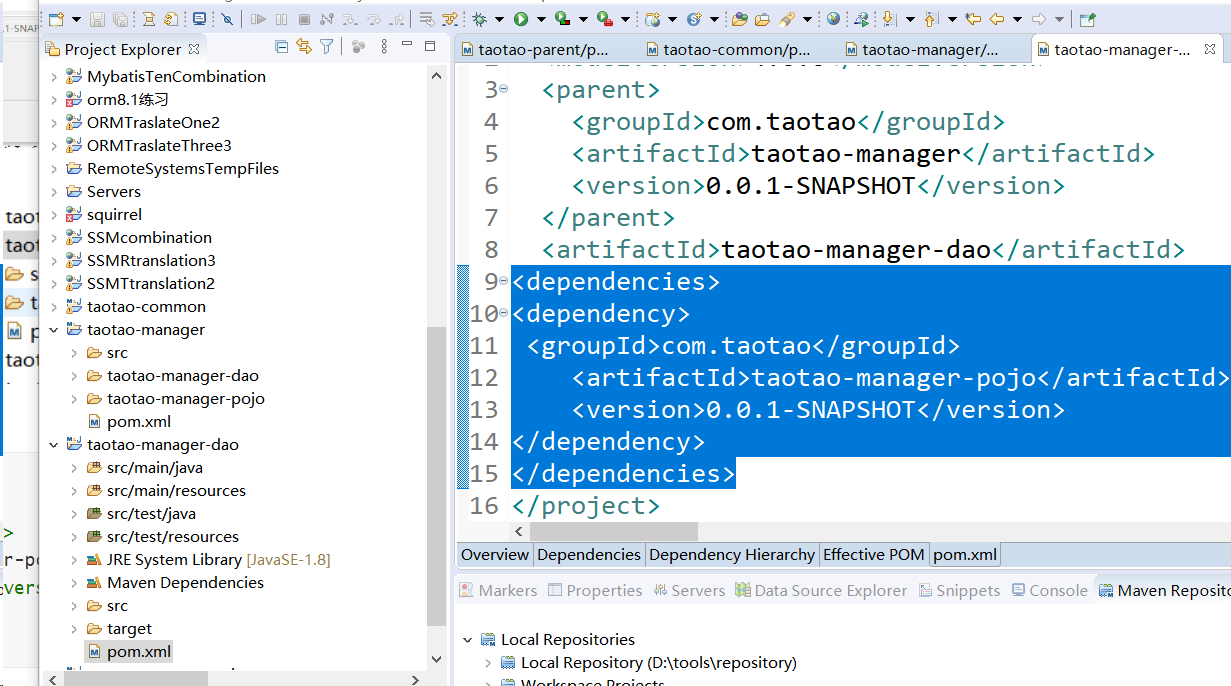 Project Explorer
MybatisTenCombination
orm8.1练习
ORMTraslateOne2
ORMTraslateThree3
RemoteSystemsTempFiles
Servers
squirrel
SSMcombination
SSMRtranslation3
SSMTtranslation2
taotao-common
taotao-manager
src
taotao-manager-dao
taotao-manager-pojo
pom.xml
taotao-manager-dao
src/main/java
src/main/resources
src/test/java
src/test/resources
JRE System Library [JavaSE-1.8]
Maven Dependencies
src
target
pom.xml
taotao-parent/p...
taotao-common/p...
taotao-manager/...
taotao-manager-...
3 <parent>
4 <groupId>com.taotao</groupId>
5 <artifactId>taotao-manager</artifactId>
6 <version>0.0.1-SNAPSHOT</version>
7 </parent>
8 <artifactId>taotao-manager-dao</artifactId>
9 <dependencies>
10 <dependency>
11 <groupId>com.taotao</groupId>
12 <artifactId>taotao-manager-pojo</artifactId>
13 <version>0.0.1-SNAPSHOT</version>
14 </dependency>
15 </dependencies>
16 </project>
Overview Dependencies Dependency Hierarchy Effective POM pom.xml
Markers Properties Servers Data Source Explorer Snippets Console Maven Reposito
Local Repositories
Local Repository (D:\tools\repository)
Workspace Projects